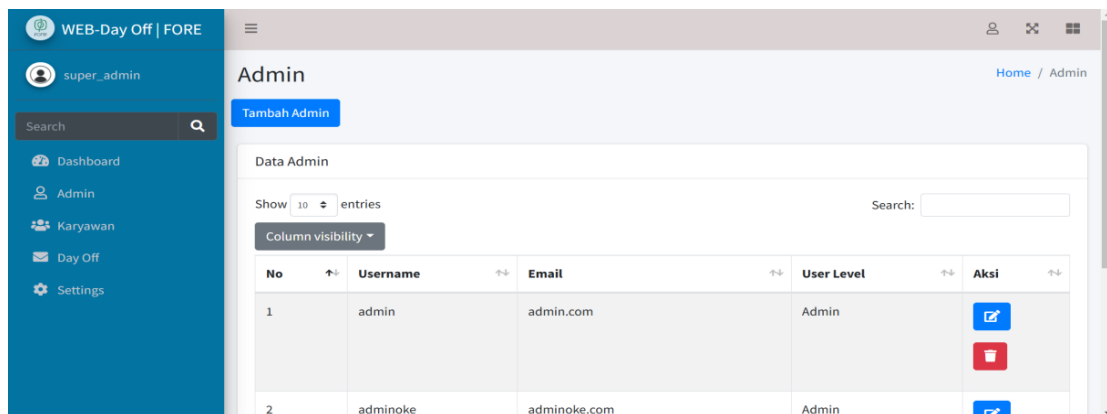 WEB-Day Off | FORE
super_admin
Search
Dashboard
Admin
Karyawan
Day Off
Settings
Admin
Home / Admin
Tambah Admin
Data Admin
Show 10 entries
Search:
Column visibility
No Username Email User Level Aksi
1 admin admin.com Admin
2 adminoke adminoke.com Admin